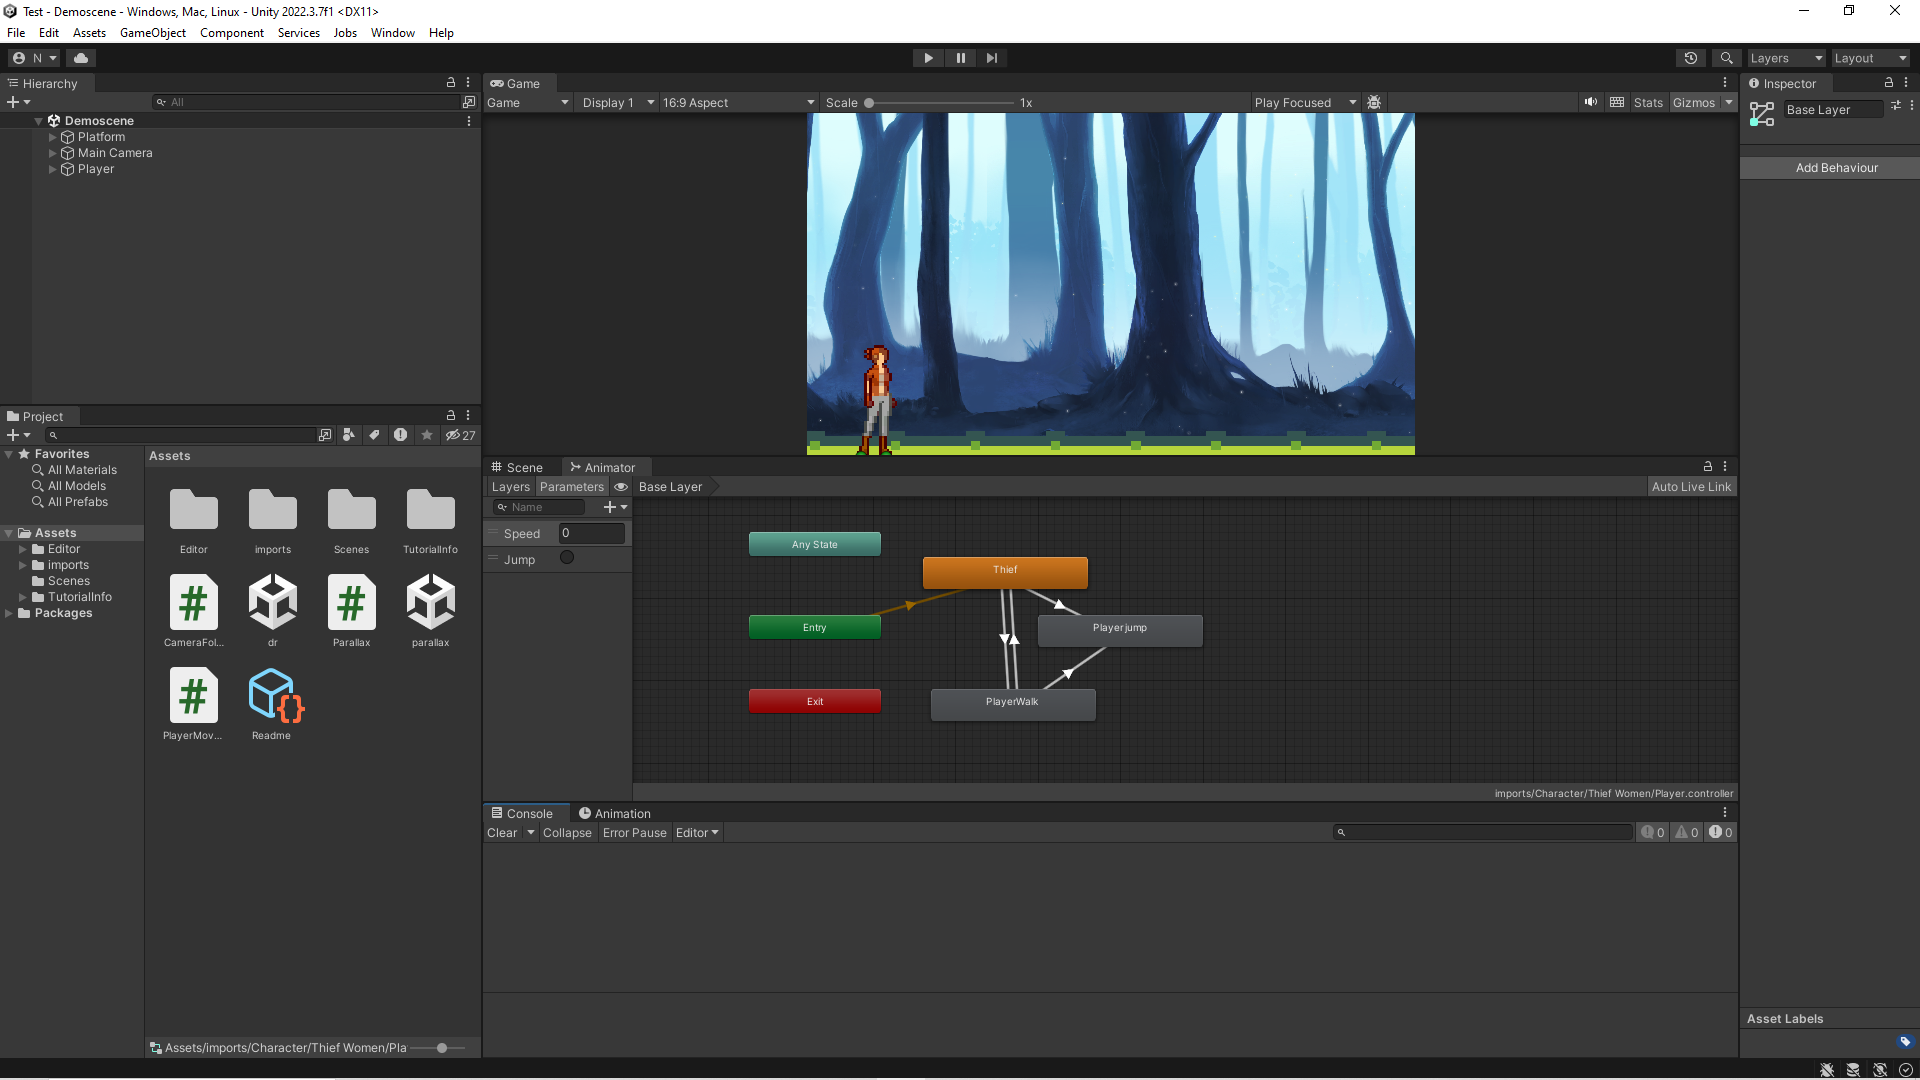 Test - Demoscene - Windows, Mac, Linux - Unity 2022.3.7f1 <DX11>
File Edit Assets GameObject Component Services Jobs Window Help
N
Layers Layout
Hierarchy
All
Demoscene
Platform
Main Camera
Player
Game
Game Display 1 16:9 Aspect Scale 1x Play Focused Stats Gizmos
Inspector
Base Layer
Add Behaviour
Project
27
Favorites
All Materials
All Models
All Prefabs
Assets
Editor
imports
Scenes
TutorialInfo
Packages
Assets
Editor imports Scenes TutorialInfo
CameraFol... dr Parallax parallax
PlayerMov... Readme
Assets/imports/Character/Thief Women/Pla
Scene Animator
Layers Parameters Base Layer Auto Live Link
Name
Speed 0
Jump
Any State
Thief
Entry
Playerjump
Exit
PlayerWalk
imports/Character/Thief Women/Player.controller
Console Animation
Clear Collapse Error Pause Editor 0 0 0
Asset Labels